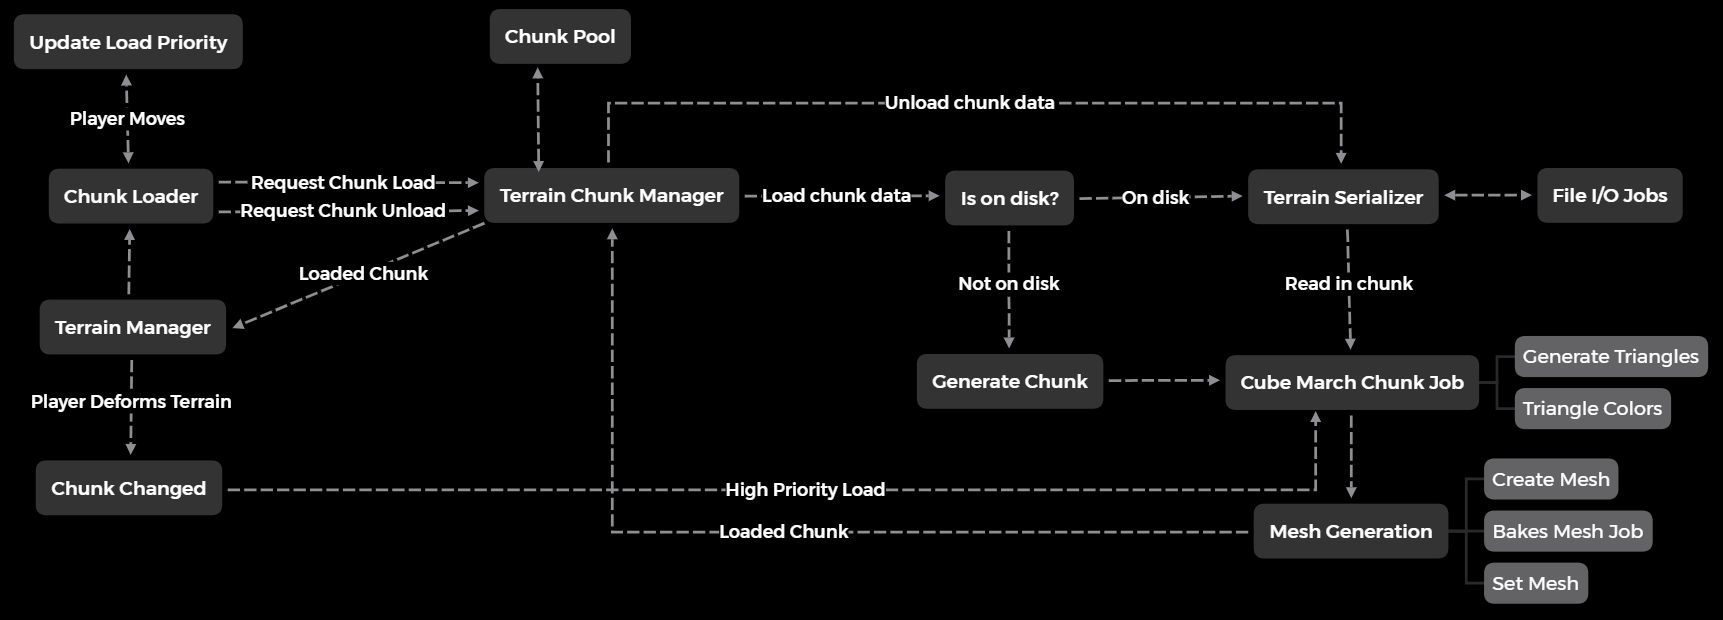 Update Load Priority
Chunk Pool
Unload chunk data
Player Moves
Chunk Loader
Request Chunk Load
Request Chunk Unload
Terrain Chunk Manager
Load chunk data
Is on disk?
On disk
Terrain Serializer
File I/O Jobs
Loaded Chunk
Not on disk
Read in chunk
Terrain Manager
Generate Chunk
Cube March Chunk Job
Generate Triangles
Triangle Colors
Player Deforms Terrain
Chunk Changed
High Priority Load
Loaded Chunk
Mesh Generation
Create Mesh
Bakes Mesh Job
Set Mesh